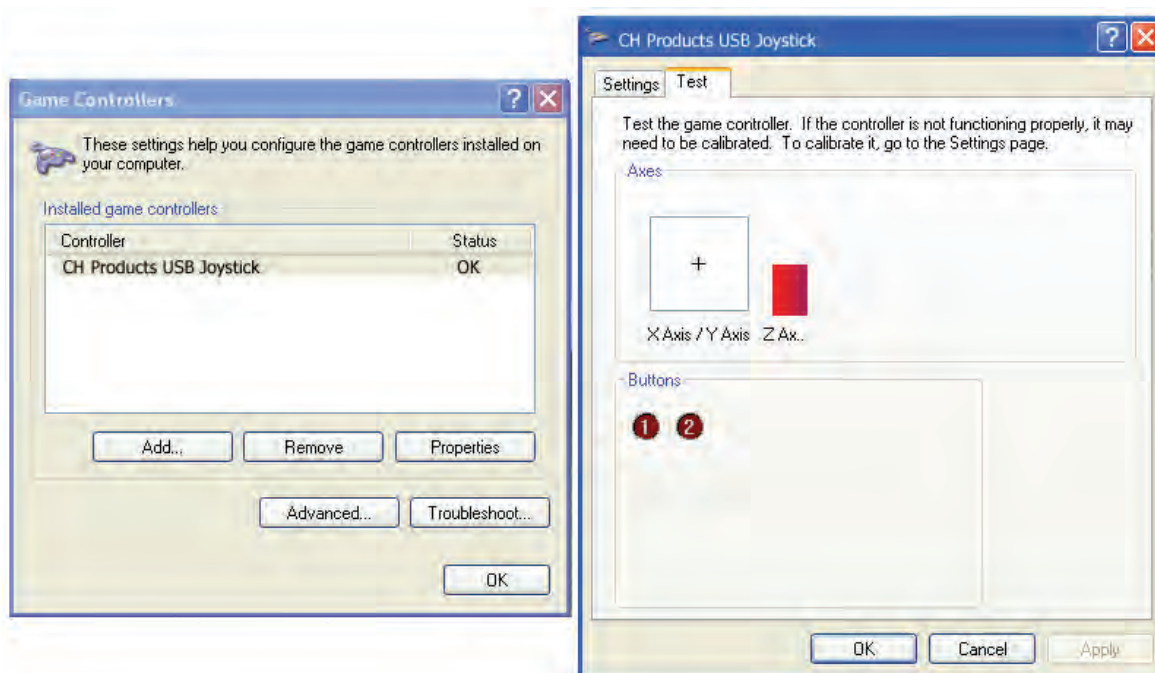 Game Controllers
These settings help you configure the game controllers installed on
your computer.
Installed game controllers
Controller Status
CH Products USB Joystick OK
Add... Remove Properties
Advanced... Troubleshoot...
OK
CH Products USB Joystick
Settings Test
Test the game controller. If the controller is not functioning properly, it may
need to be calibrated. To calibrate it, go to the Settings page.
Axes
X Axis / Y Axis Z Ax..
Buttons
1 2
OK Cancel Apply